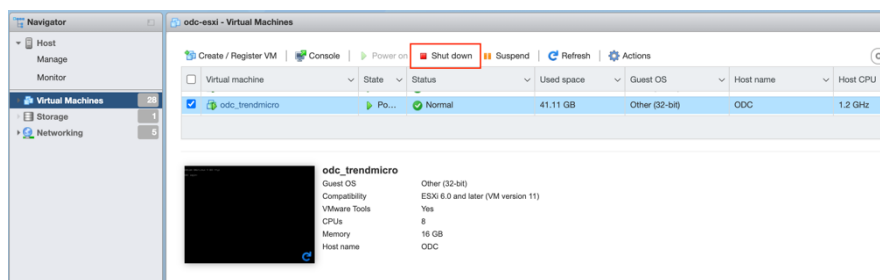 Navigator
odc-esxi - Virtual Machines
Host
Manage
Monitor
Virtual Machines 28
Storage 1
Networking 5
Create / Register VM Console Power on Shut down Suspend Refresh Actions
Virtual machine State Status Used space Guest OS Host name Host CPU
odc_trendmicro Po... Normal 41.11 GB Other (32-bit) ODC 1.2 GHz
odc_trendmicro
Guest OS Other (32-bit)
Compatibility ESXi 6.0 and later (VM version 11)
VMware Tools Yes
CPUs 8
Memory 16 GB
Host name ODC